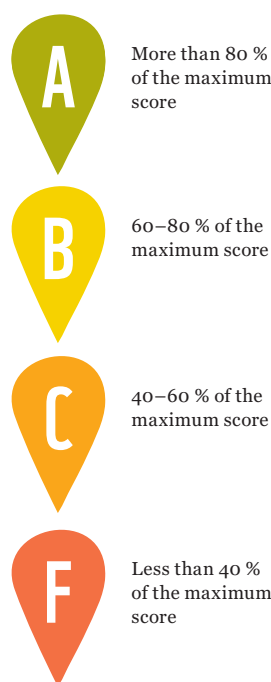 A
More than 80 %
of the maximum
score
B
60–80 % of the
maximum score
C
40–60 % of the
maximum score
F
Less than 40 %
of the maximum
score